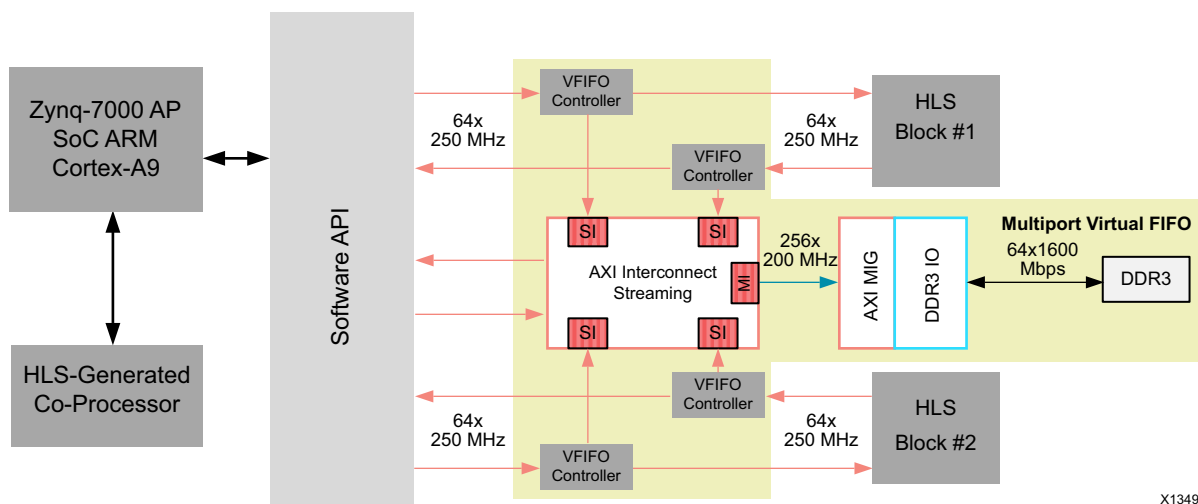 Zynq-7000 AP
SoC ARM
Cortex-A9
HLS-Generated
Co-Processor
Software API
64x
250 MHz
VFIFO
Controller
64x
250 MHz
HLS
Block #1
VFIFO
Controller
SI
SI
AXI Interconnect
Streaming
MI
SI
SI
256x
200 MHz
AXI MIG
DDR3 IO
Multiport Virtual FIFO
64x1600
Mbps
DDR3
VFIFO
Controller
64x
250 MHz
VFIFO
Controller
64x
250 MHz
HLS
Block #2
X1349